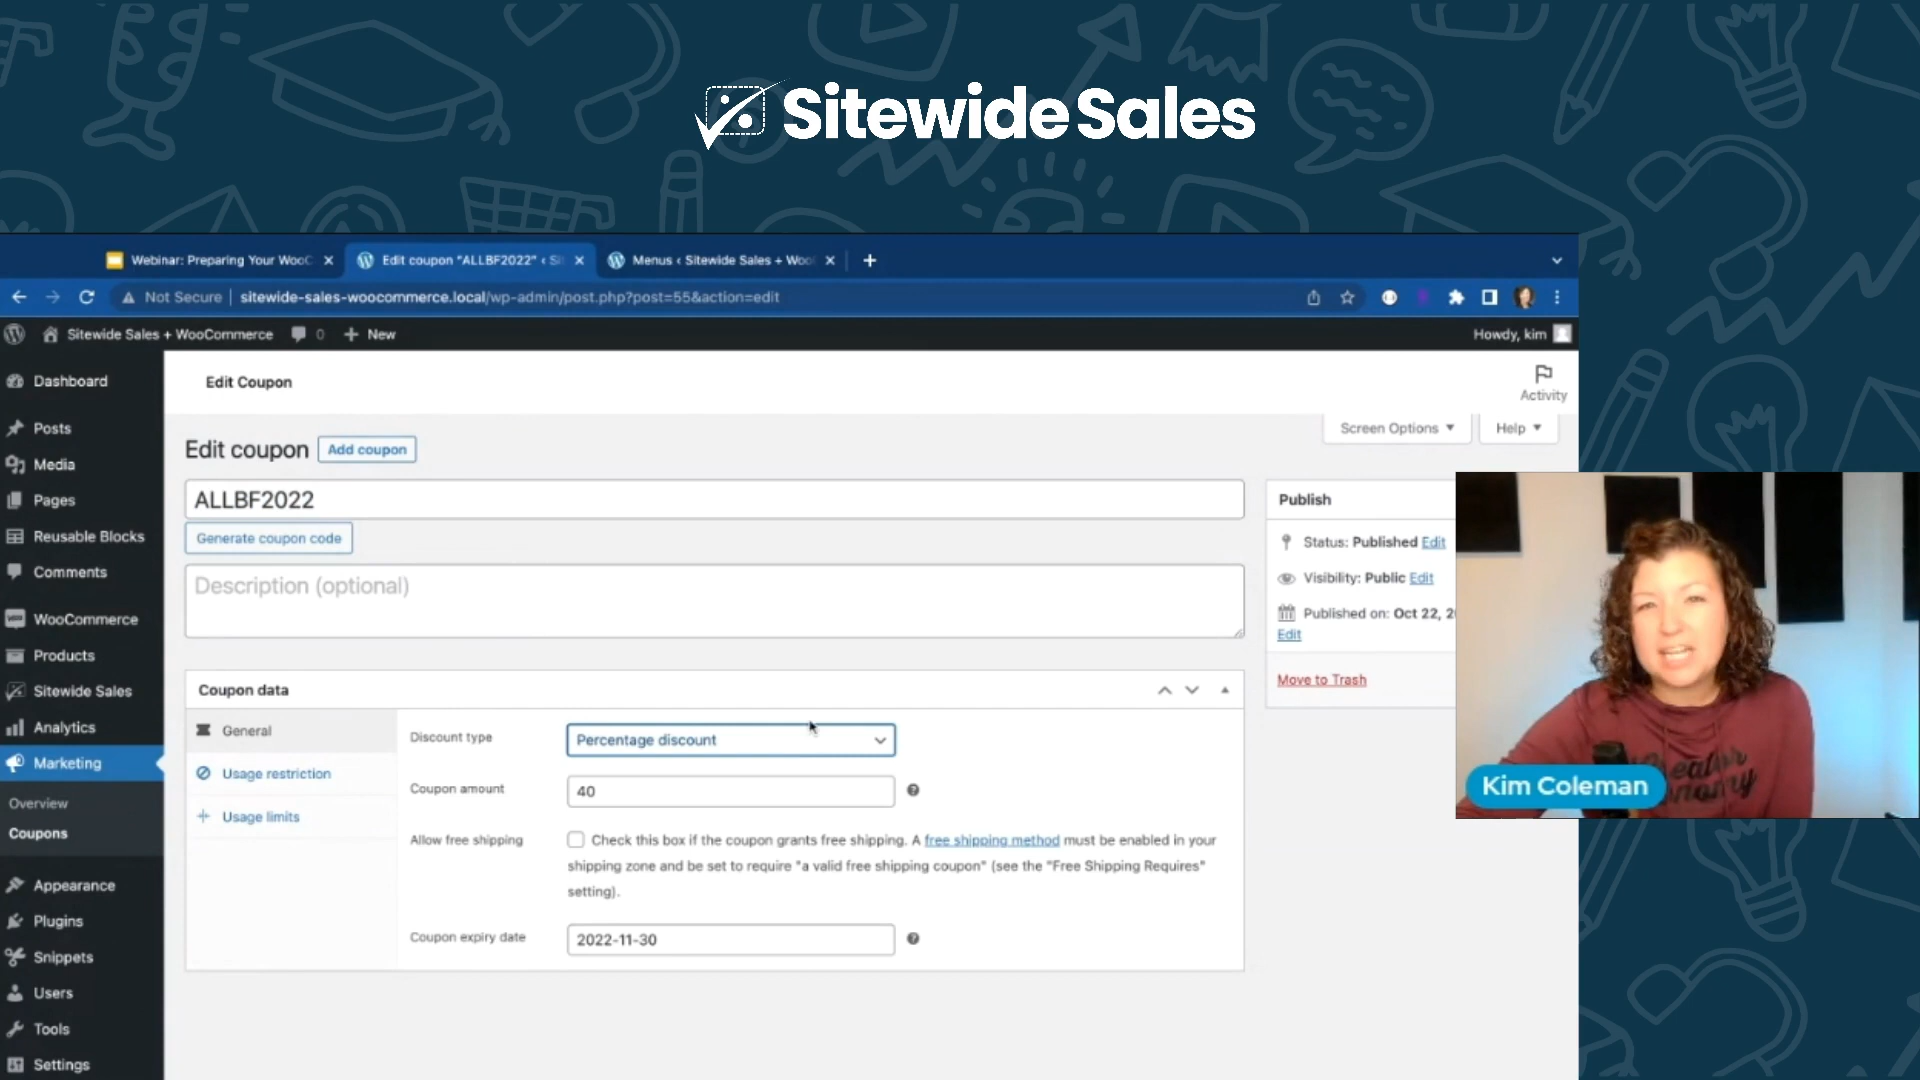 Sitewide Sales
Webinar: Preparing Your WooC
Edit coupon "ALLBF2022" ‹ Si
Menus ‹ Sitewide Sales + Woo
Not Secure
sitewide-sales-woocommerce.local/wp-admin/post.php?post=55&action=edit
Sitewide Sales + WooCommerce
0
New
Howdy, kim
Dashboard
Posts
Media
Pages
Reusable Blocks
Comments
WooCommerce
Products
Sitewide Sales
Analytics
Marketing
Overview
Coupons
Appearance
Plugins
Snippets
Users
Tools
Settings
Edit Coupon
Activity
Screen Options
Help
Edit coupon
Add coupon
ALLBF2022
Generate coupon code
Description (optional)
Publish
Status: Published Edit
Visibility: Public Edit
Published on: Oct 22, 2
Edit
Move to Trash
Coupon data
General
Usage restriction
Usage limits
Discount type
Percentage discount
Coupon amount
40
Allow free shipping
Check this box if the coupon grants free shipping. A free shipping method must be enabled in your
shipping zone and be set to require "a valid free shipping coupon" (see the "Free Shipping Requires"
setting).
Coupon expiry date
2022-11-30
Kim Coleman